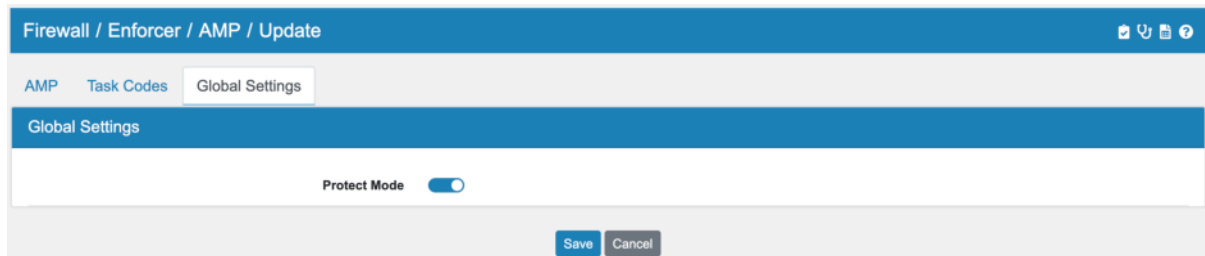 Firewall / Enforcer / AMP / Update
AMP Task Codes Global Settings
Global Settings
Protect Mode
Save Cancel